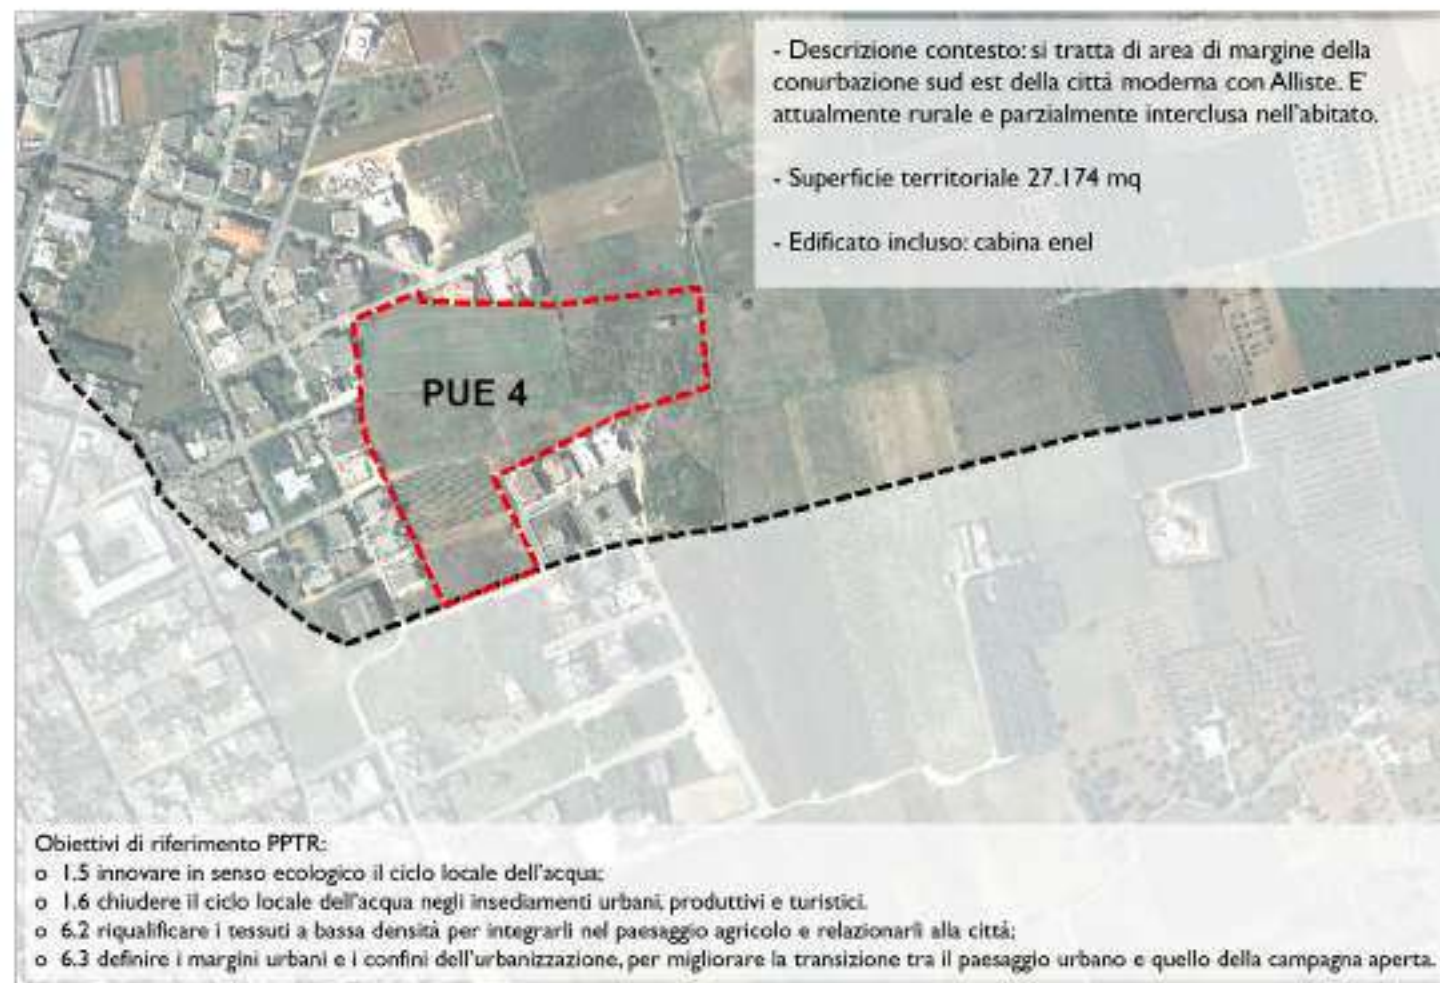 - Descrizione contesto: si tratta di area di margine della
conurbazione sud est della città moderna con Alliste. E'
attualmente rurale e parzialmente interclusa nell'abitato.
- Superficie territoriale 27.174 mq
- Edificato incluso: cabina enel
PUE 4
Obiettivi di riferimento PPTR:
o 1.5 innovare in senso ecologico il ciclo locale dell'acqua;
o 1.6 chiudere il ciclo locale dell'acqua negli insediamenti urbani, produttivi e turistici.
o 6.2 riqualificare i tessuti a bassa densità per integrarli nel paesaggio agricolo e relazionarli alla città;
o 6.3 definire i margini urbani e i confini dell'urbanizzazione, per migliorare la transizione tra il paesaggio urbano e quello della campagna aperta.